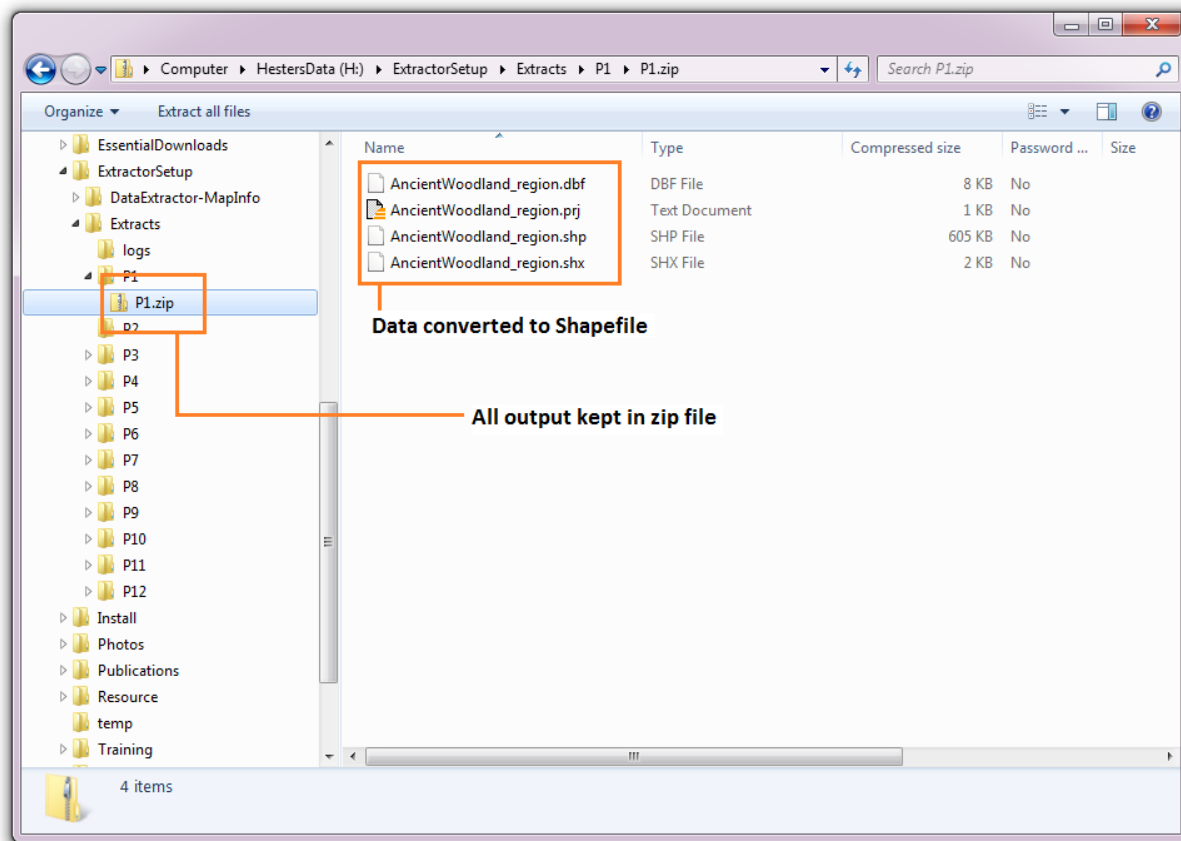 Computer HestersData (H:) ExtractorSetup Extracts P1 P1.zip Search P1.zip
Organize Extract all files
EssentialDownloads
ExtractorSetup
DataExtractor-MapInfo
Extracts
logs
P1
P1.zip
P2
P3
P4
P5
P6
P7
P8
P9
P10
P11
P12
Install
Photos
Publications
Resource
temp
Training
Name Type Compressed size Password ... Size
AncientWoodland_region.dbf DBF File 8 KB No
AncientWoodland_region.prj Text Document 1 KB No
AncientWoodland_region.shp SHP File 605 KB No
AncientWoodland_region.shx SHX File 2 KB No
Data converted to Shapefile
All output kept in zip file
4 items